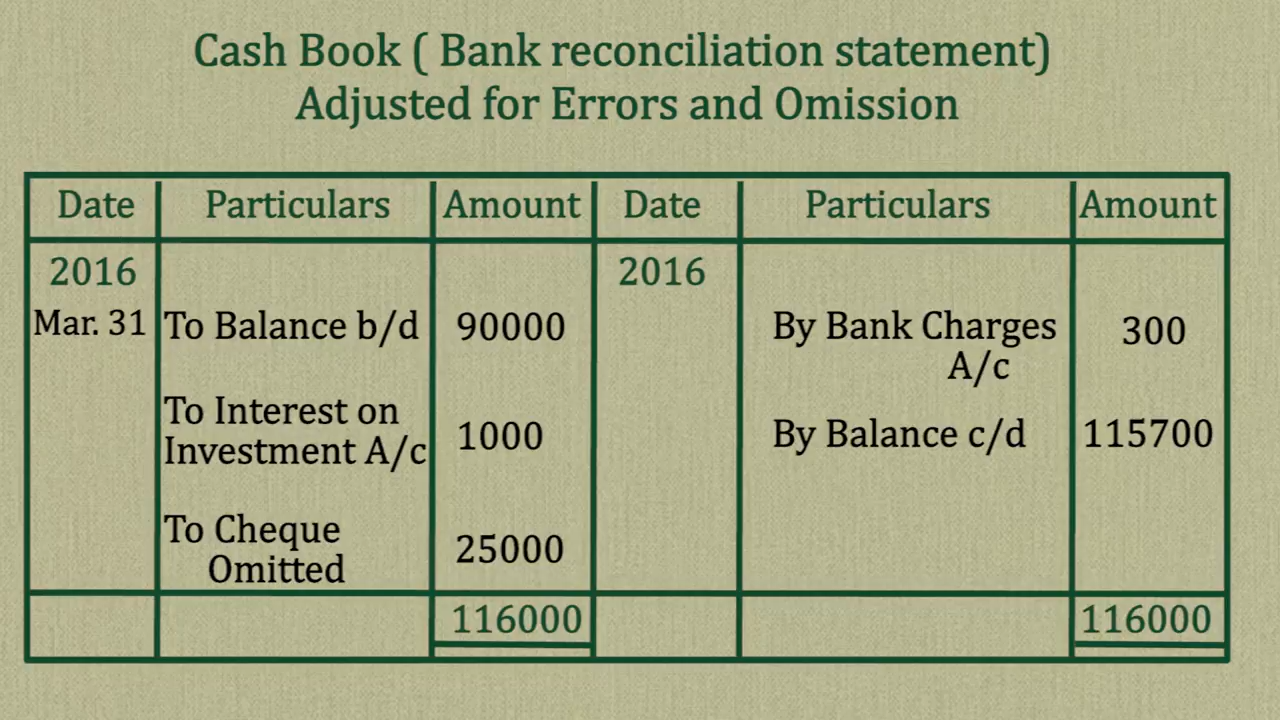 Cash Book ( Bank reconciliation statement)
Adjusted for Errors and Omission
Date Particulars Amount Date Particulars Amount
2016 2016
Mar. 31 To Balance b/d 90000 By Bank Charges 300
A/c
To Interest on
Investment A/c 1000 By Balance c/d 115700
To Cheque
Omitted 25000
116000 116000